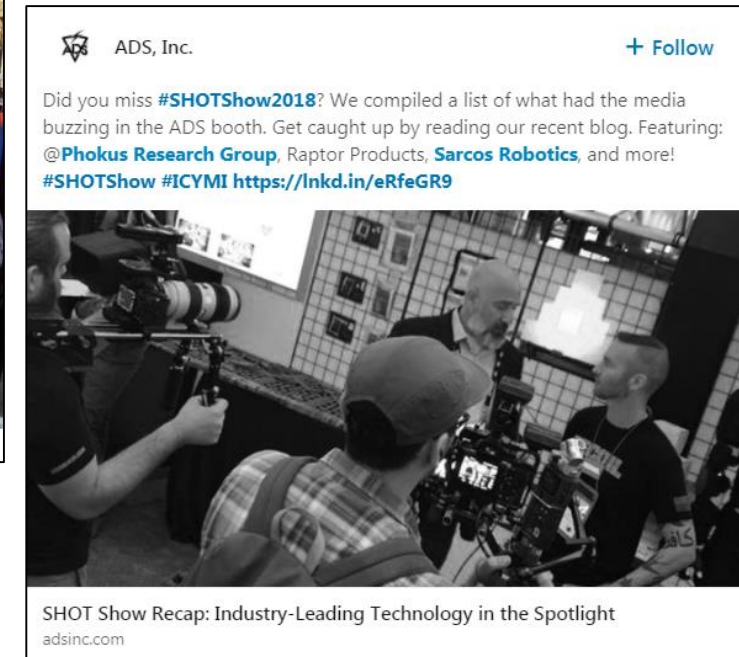 ADS
ADS, Inc.
+ Follow
Did you miss #SHOTShow2018? We compiled a list of what had the media
buzzing in the ADS booth. Get caught up by reading our recent blog. Featuring:
@Phokus Research Group, Raptor Products, Sarcos Robotics, and more!
#SHOTShow #ICYMI https://lnkd.in/eRfeGR9
كافر
SHOT Show Recap: Industry-Leading Technology in the Spotlight
adsinc.com